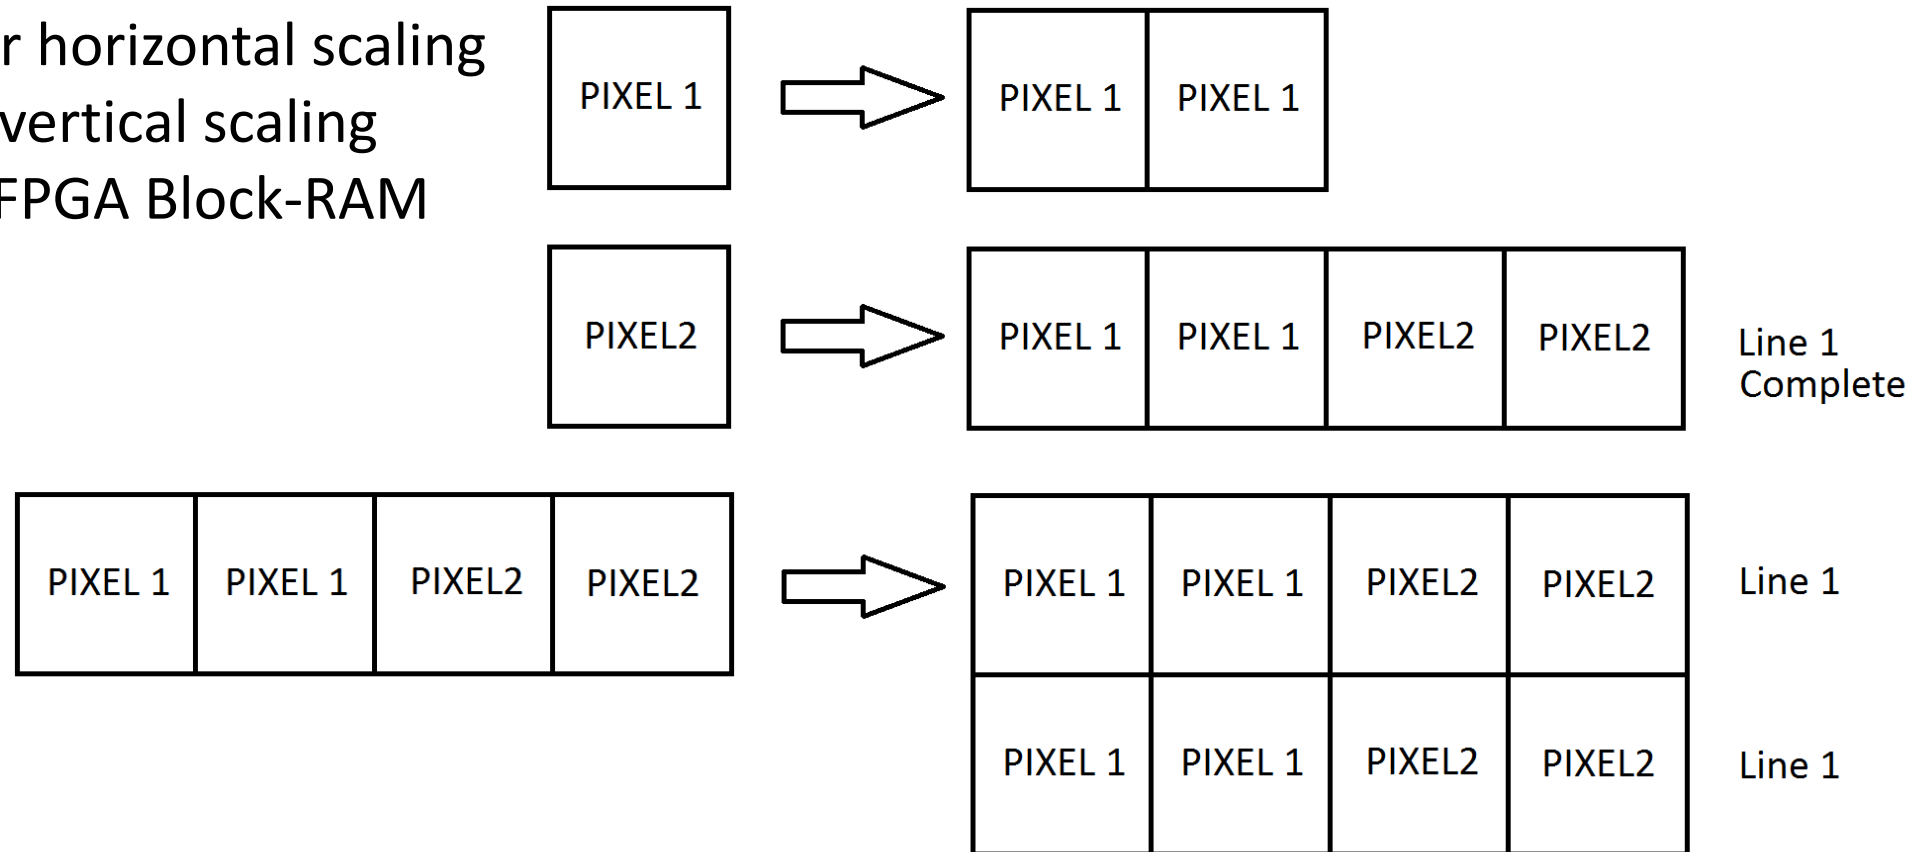 r horizontal scaling
vertical scaling
FPGA Block-RAM
PIXEL 1
PIXEL 1 PIXEL 1
PIXEL2
PIXEL 1 PIXEL 1 PIXEL2 PIXEL2
Line 1
Complete
PIXEL 1 PIXEL 1 PIXEL2 PIXEL2
PIXEL 1 PIXEL 1 PIXEL2 PIXEL2 Line 1
PIXEL 1 PIXEL 1 PIXEL2 PIXEL2 Line 1